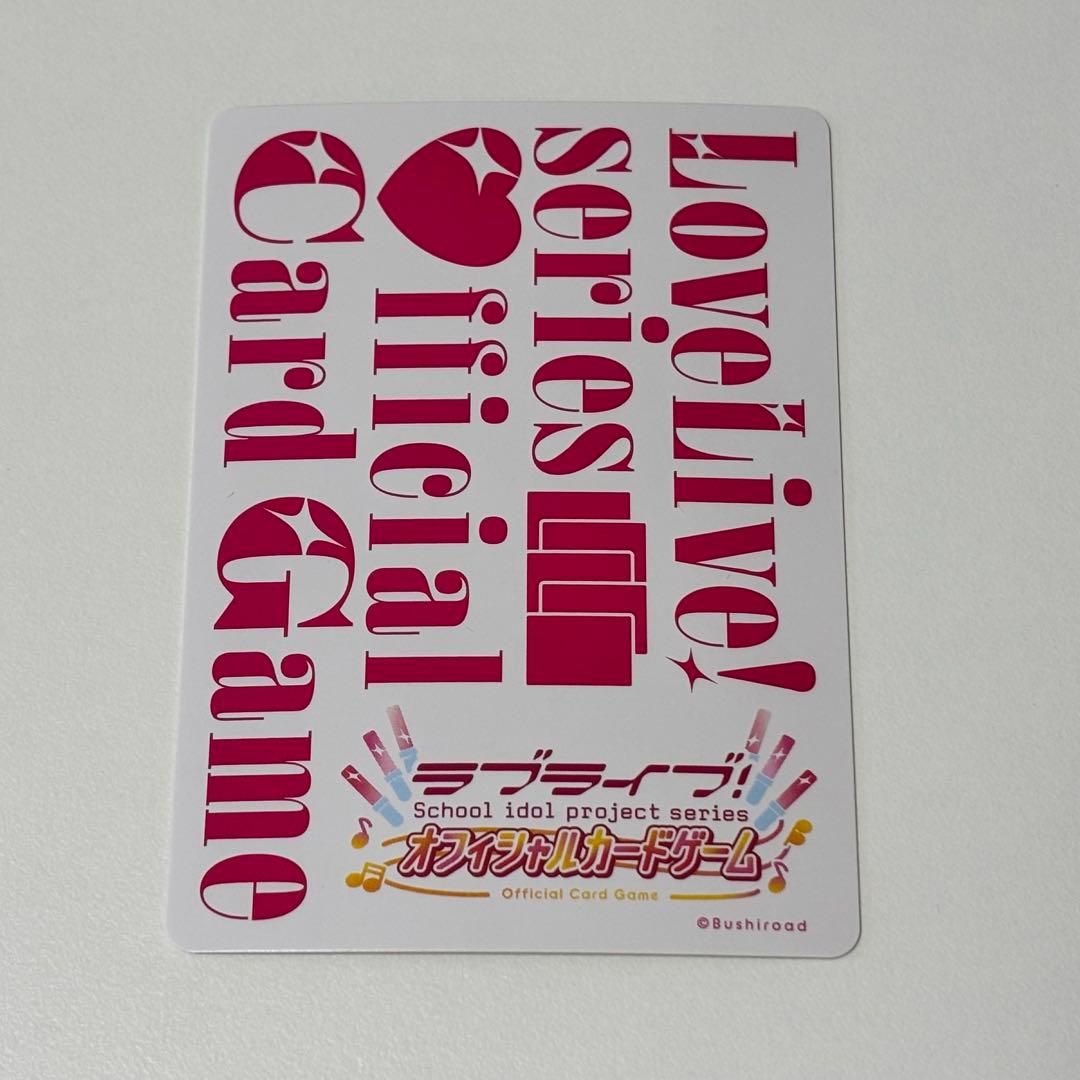 LoveLive!
series
fficial
Card Game
ラブライブ!
School idol project series
オフィシャルカードゲーム
Official Card Game
©Bushiroad